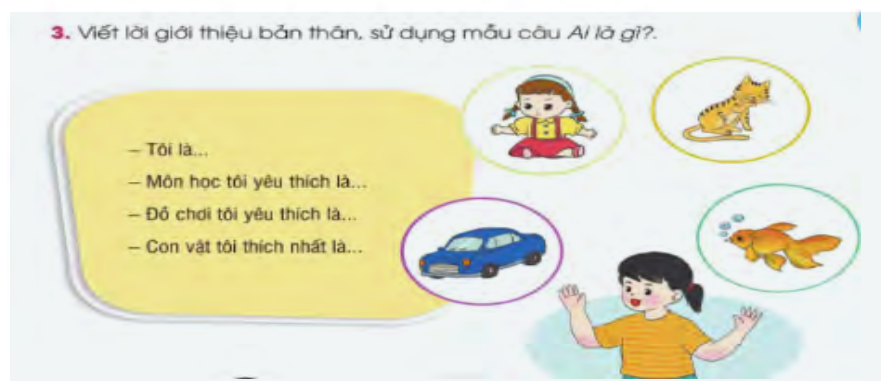 3. Viết lời giới thiệu bản thân, sử dụng mẫu câu Ai là gì?.
– Tôi là...
– Môn học tôi yêu thích là...
– Đồ chơi tôi yêu thích là...
– Con vật tôi thích nhất là...